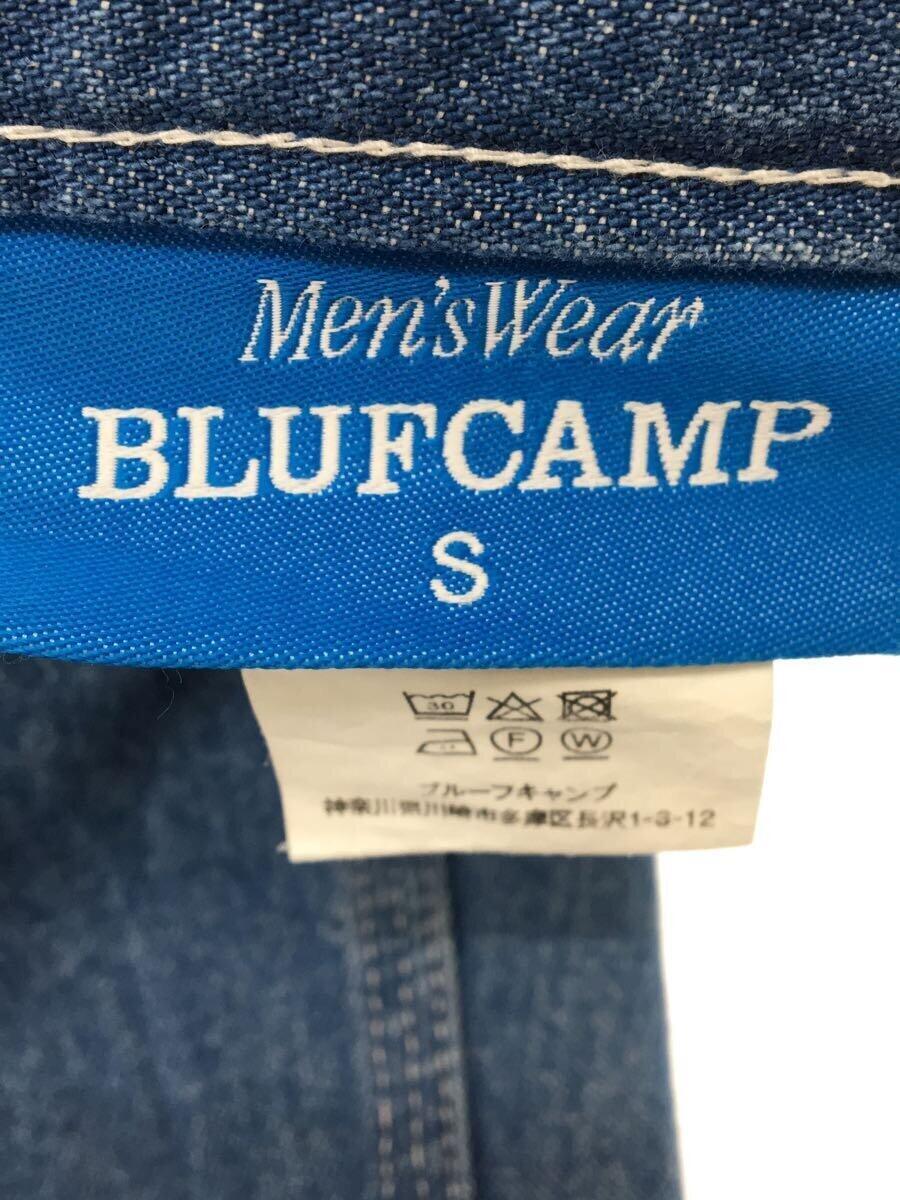 Men'sWear
BLUFCAMP
S
30
F W
ブルーフキャンプ
神奈川県川崎市多摩区長沢1-3-12